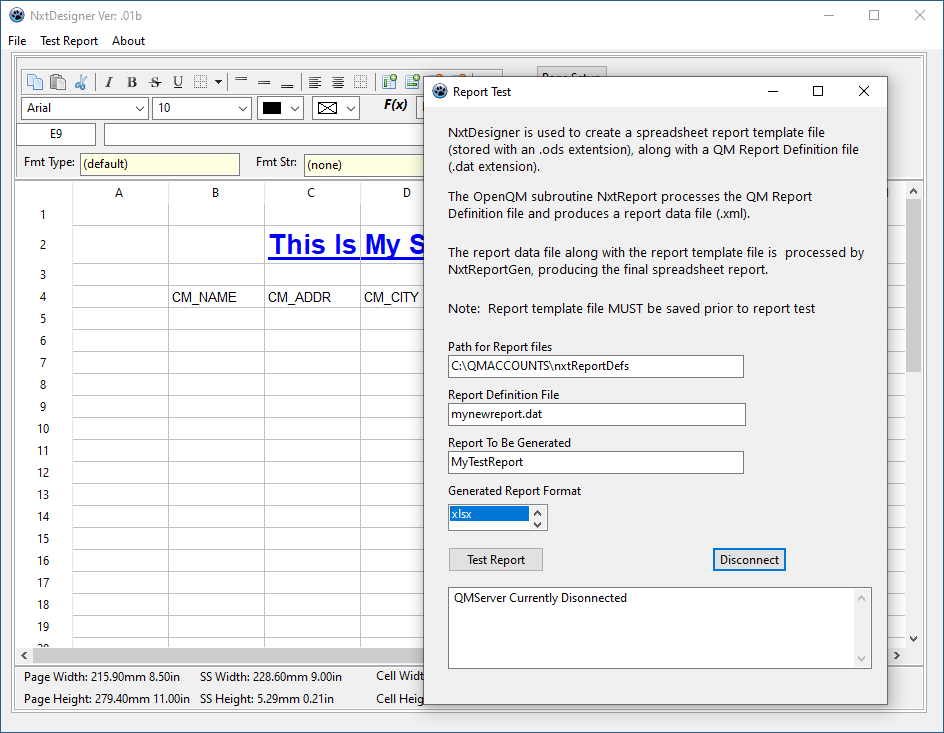 NxtDesigner Ver: .01b
File Test Report About
I B S U
Arial 10 F(x)
E9
Fmt Type: (default) Fmt Str: (none)
A B C D
1
2 This Is My S
3
4 CM_NAME CM_ADDR CM_CITY
5
6
7
8
9
10
11
12
13
14
15
16
17
18
19
Page Width: 215.90mm 8.50in SS Width: 228.60mm 9.00in Cell Widt
Page Height: 279.40mm 11.00in SS Height: 5.29mm 0.21in Cell Heig
Report Test
NxtDesigner is used to create a spreadsheet report template file
(stored with an .ods extentsion), along with a QM Report Definition file
(.dat extension).
The OpenQM subroutine NxtReport processes the QM Report
Definition file and produces a report data file (.xml).
The report data file along with the report template file is processed by
NxtReportGen, producing the final spreadsheet report.
Note: Report template file MUST be saved prior to report test
Path for Report files
C:\QMACCOUNTS\nxtReportDefs
Report Definition File
mynewreport.dat
Report To Be Generated
MyTestReport
Generated Report Format
xlsx
Test Report Disconnect
QMServer Currently Disonnected